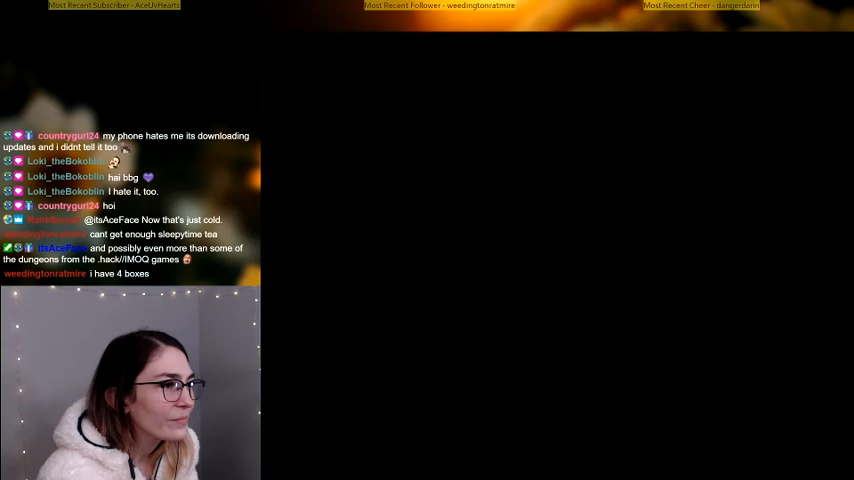 Most Recent Subscriber - AceUvHearts
Most Recent Follower - weedingtonratmire
Most Recent Cheer - dangerdarin
countrygurl24 my phone hates me its downloading
updates and i didnt tell it too
Loki_theBokoblin
Loki_theBokoblin hai bbg
Loki_theBokoblin I hate it, too.
countrygurl24 hoi
@itsAceFace Now that's just cold.
weedingtonratmire cant get enough sleepytime tea
itsAceFace and possibly even more than some of
the dungeons from the .hack//IMOQ games
weedingtonratmire i have 4 boxes